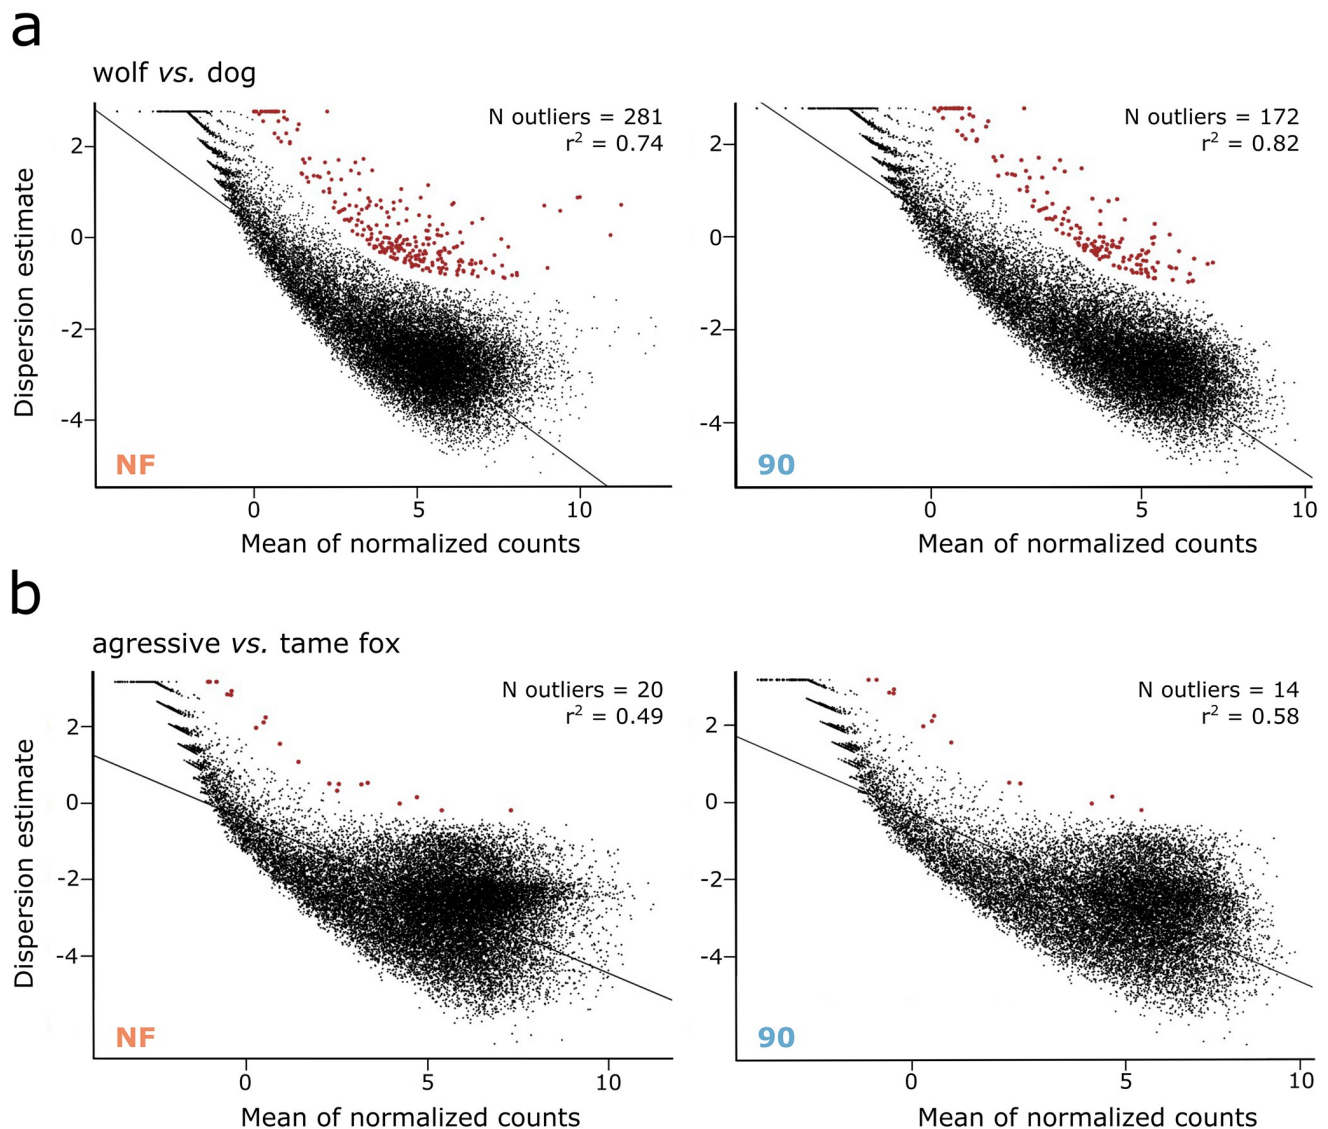 a
wolf vs. dog
N outliers = 281
r² = 0.74
2
0
-2
-4
Dispersion estimate
NF
0 5 10
Mean of normalized counts
N outliers = 172
r² = 0.82
2
0
-2
-4
90
0 5 10
Mean of normalized counts
b
agressive vs. tame fox
N outliers = 20
r² = 0.49
2
0
-2
-4
Dispersion estimate
NF
0 5 10
Mean of normalized counts
N outliers = 14
r² = 0.58
2
0
-2
-4
90
0 5 10
Mean of normalized counts